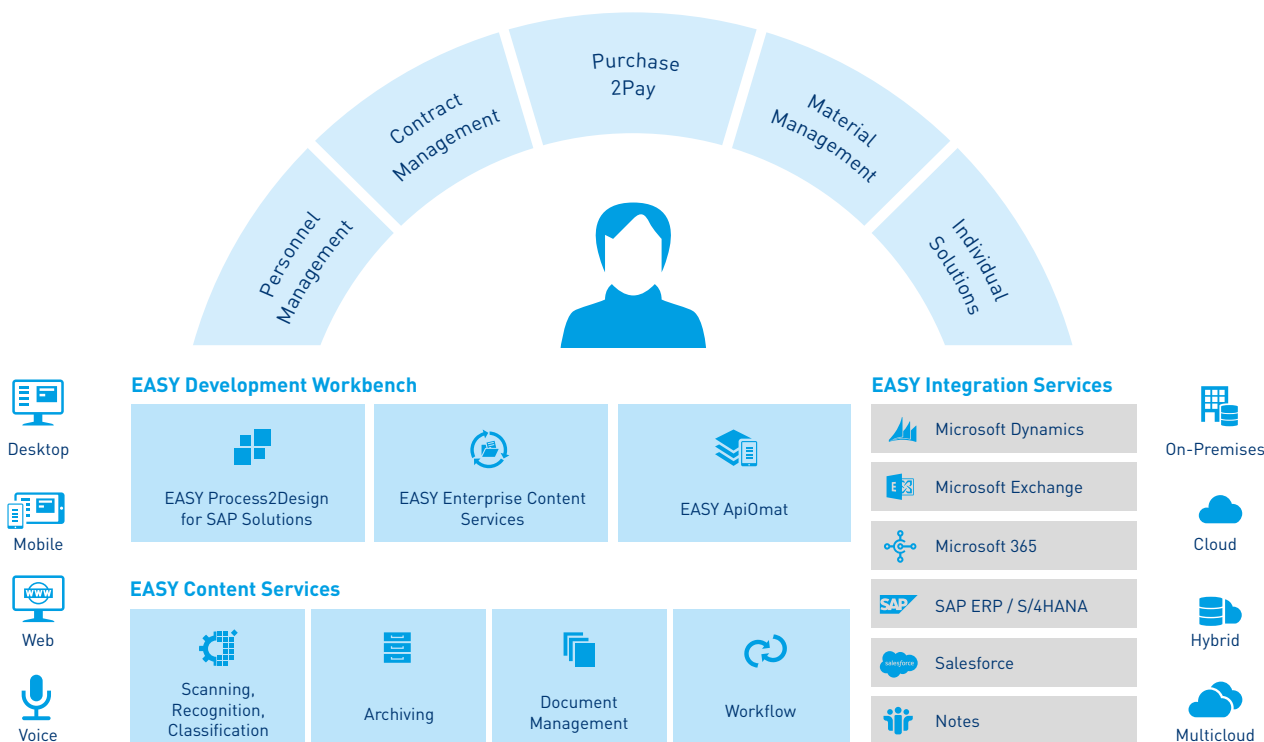 Purchase
2Pay
Contract
Management
Material
Management
Personnel
Management
Individual
Solutions
Desktop
Mobile
WWW
Web
Voice
EASY Development Workbench
EASY Process2Design
for SAP Solutions
EASY Enterprise Content
Services
EASY ApiOmat
EASY Content Services
Scanning,
Recognition,
Classification
Archiving
Document
Management
Workflow
EASY Integration Services
Microsoft Dynamics
E
Microsoft Exchange
Microsoft 365
SAP
SAP ERP / S/4HANA
salesforce
Salesforce
Notes
On-Premises
Cloud
Hybrid
Multicloud